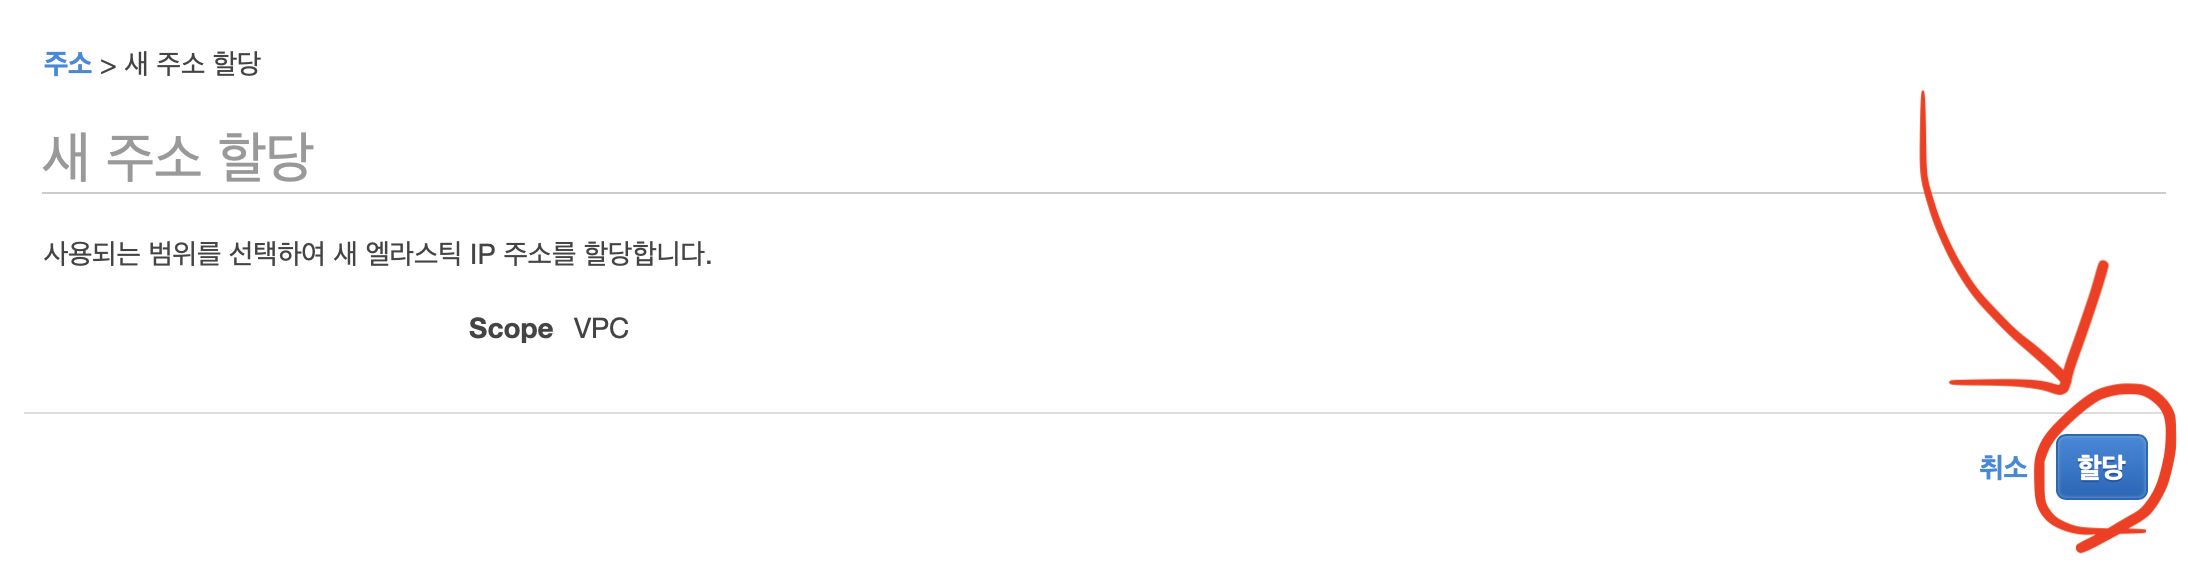 주소 > 새 주소 할당
새 주소 할당
사용되는 범위를 선택하여 새 엘라스틱 IP 주소를 할당합니다.
Scope VPC
취소 할당